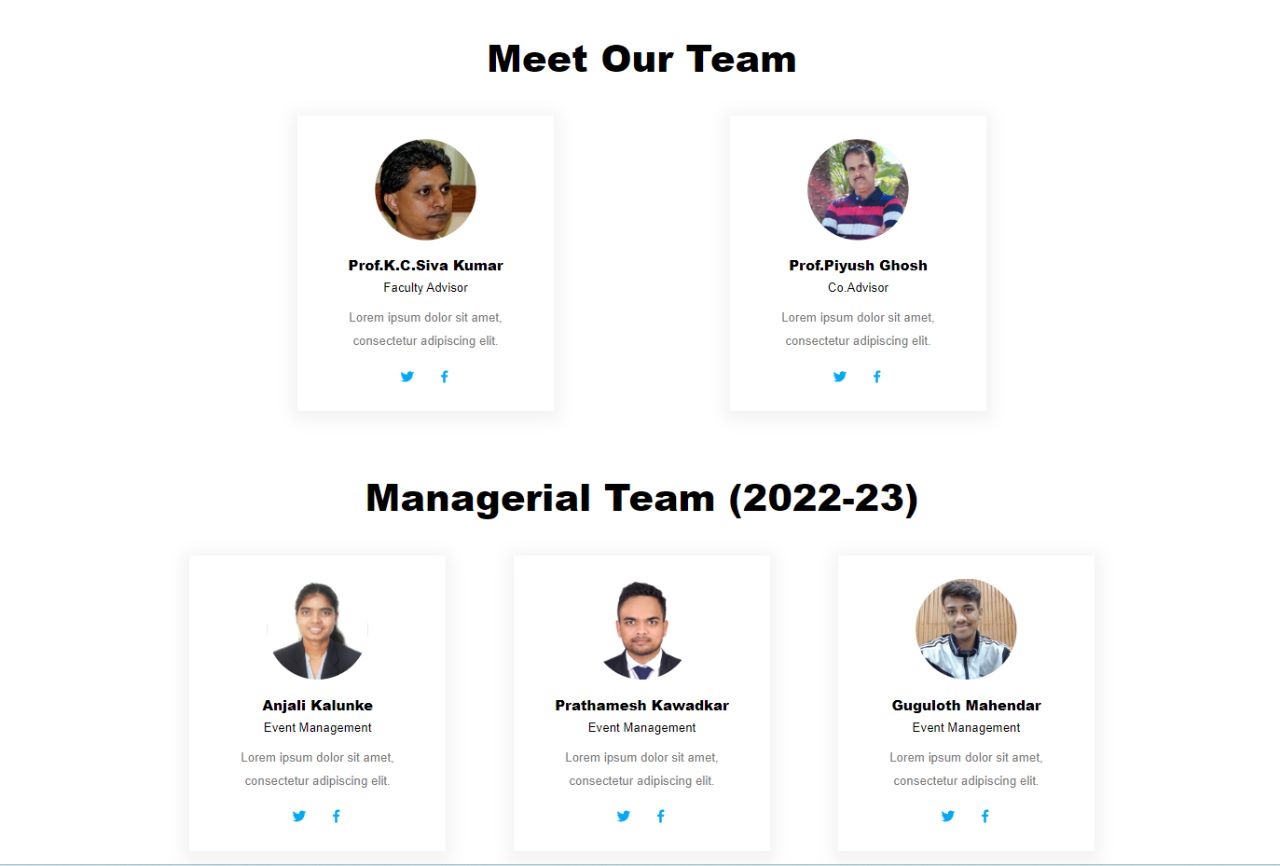 Meet Our Team
Prof.K.C.Siva Kumar
Faculty Advisor
Lorem ipsum dolor sit amet,
consectetur adipiscing elit.
Prof.Piyush Ghosh
Co.Advisor
Lorem ipsum dolor sit amet,
consectetur adipiscing elit.
Managerial Team (2022-23)
Anjali Kalunke
Event Management
Lorem ipsum dolor sit amet,
consectetur adipiscing elit.
Prathamesh Kawadkar
Event Management
Lorem ipsum dolor sit amet,
consectetur adipiscing elit.
Guguloth Mahendar
Event Management
Lorem ipsum dolor sit amet,
consectetur adipiscing elit.